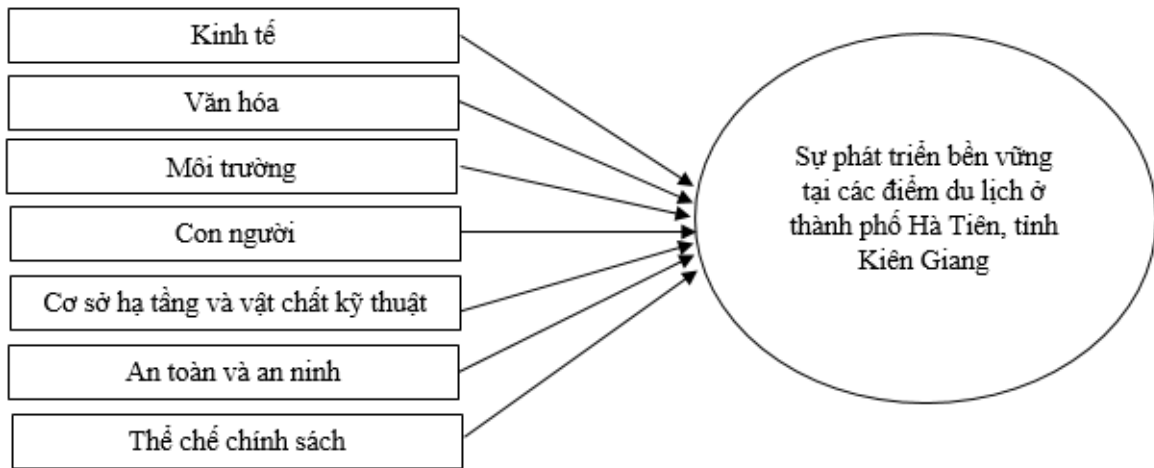 Kinh tế
Văn hóa
Môi trường
Con người
Cơ sở hạ tầng và vật chất kỹ thuật
An toàn và an ninh
Thể chế chính sách
Sự phát triển bền vững
tại các điểm du lịch ở
thành phố Hà Tiên, tỉnh
Kiên Giang